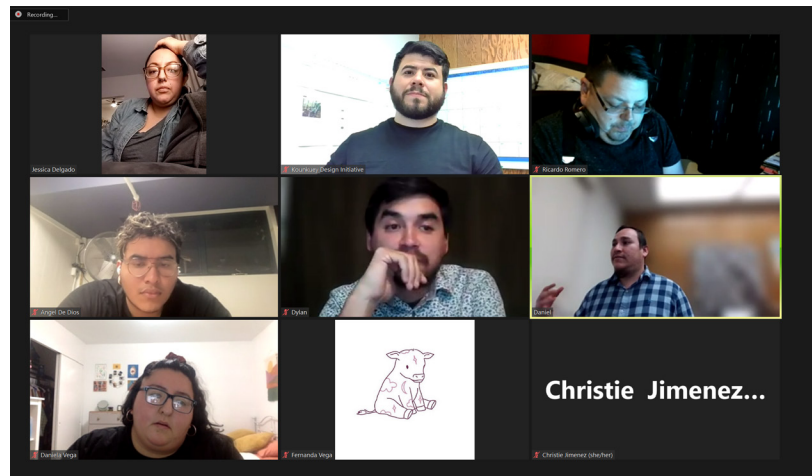 Recording...
Jessica Delgado
Kounkuey Design Initiative
Ricardo Romero
Angel De Dios
Dylan
Daniel
Daniela Vega
Fernanda Vega
Christie Jimenez...
Christie Jimenez (she/her)